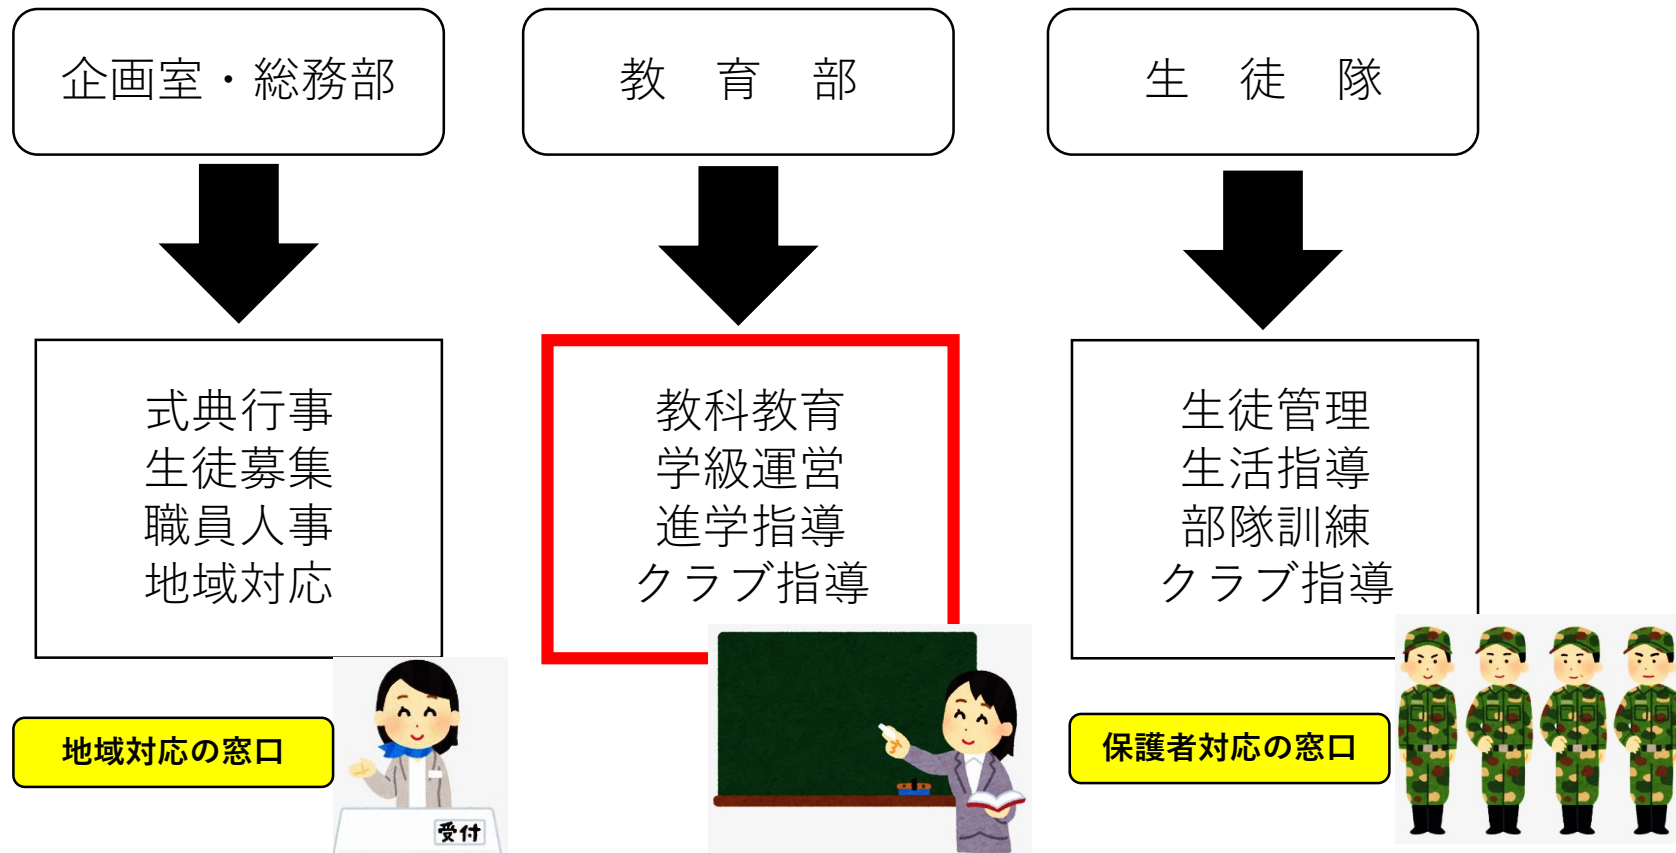 企画室・総務部
教　育　部
生　徒　隊
式典行事
生徒募集
職員人事
地域対応
教科教育
学級運営
進学指導
クラブ指導
生徒管理
生活指導
部隊訓練
クラブ指導
地域対応の窓口
受付
保護者対応の窓口